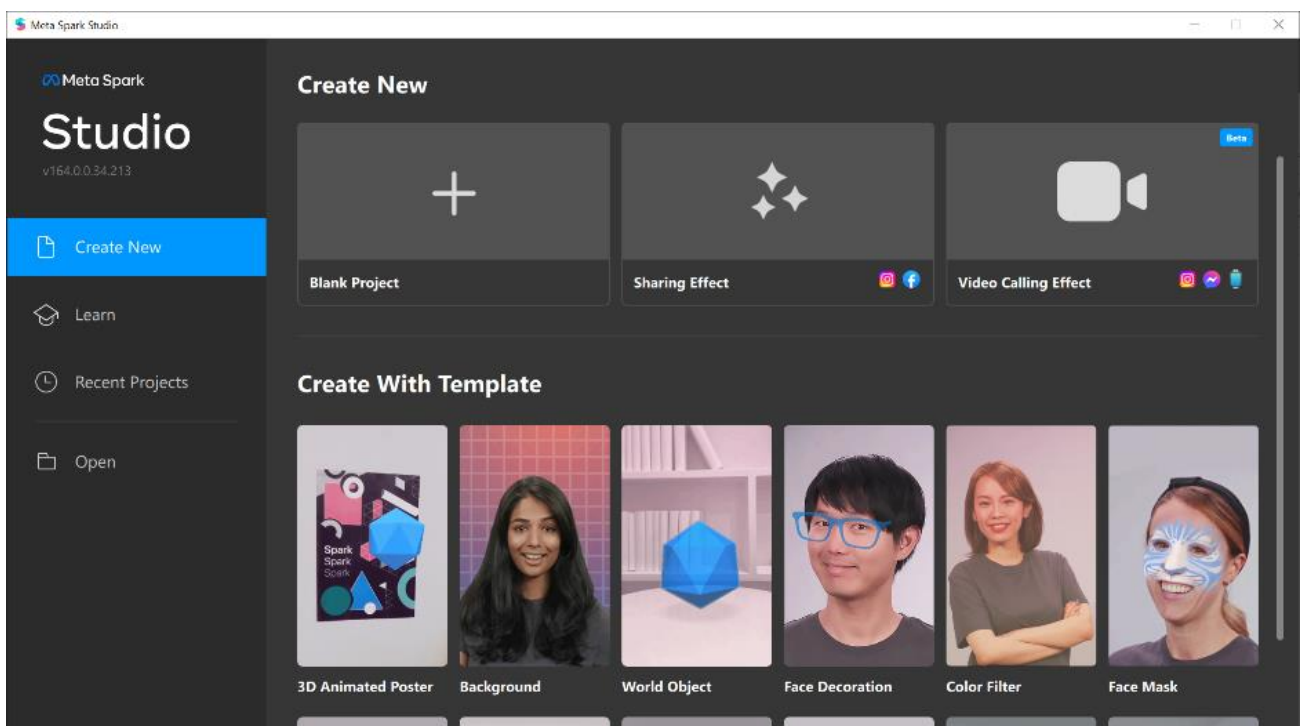 Meta Spark Studio
Meta Spark
Studio
v164.0.0.34.213
Create New
Learn
Recent Projects
Open
Create New
Beta
Blank Project
Sharing Effect
Video Calling Effect
Create With Template
Spark
Spark
Spark
3D Animated Poster
Background
World Object
Face Decoration
Color Filter
Face Mask